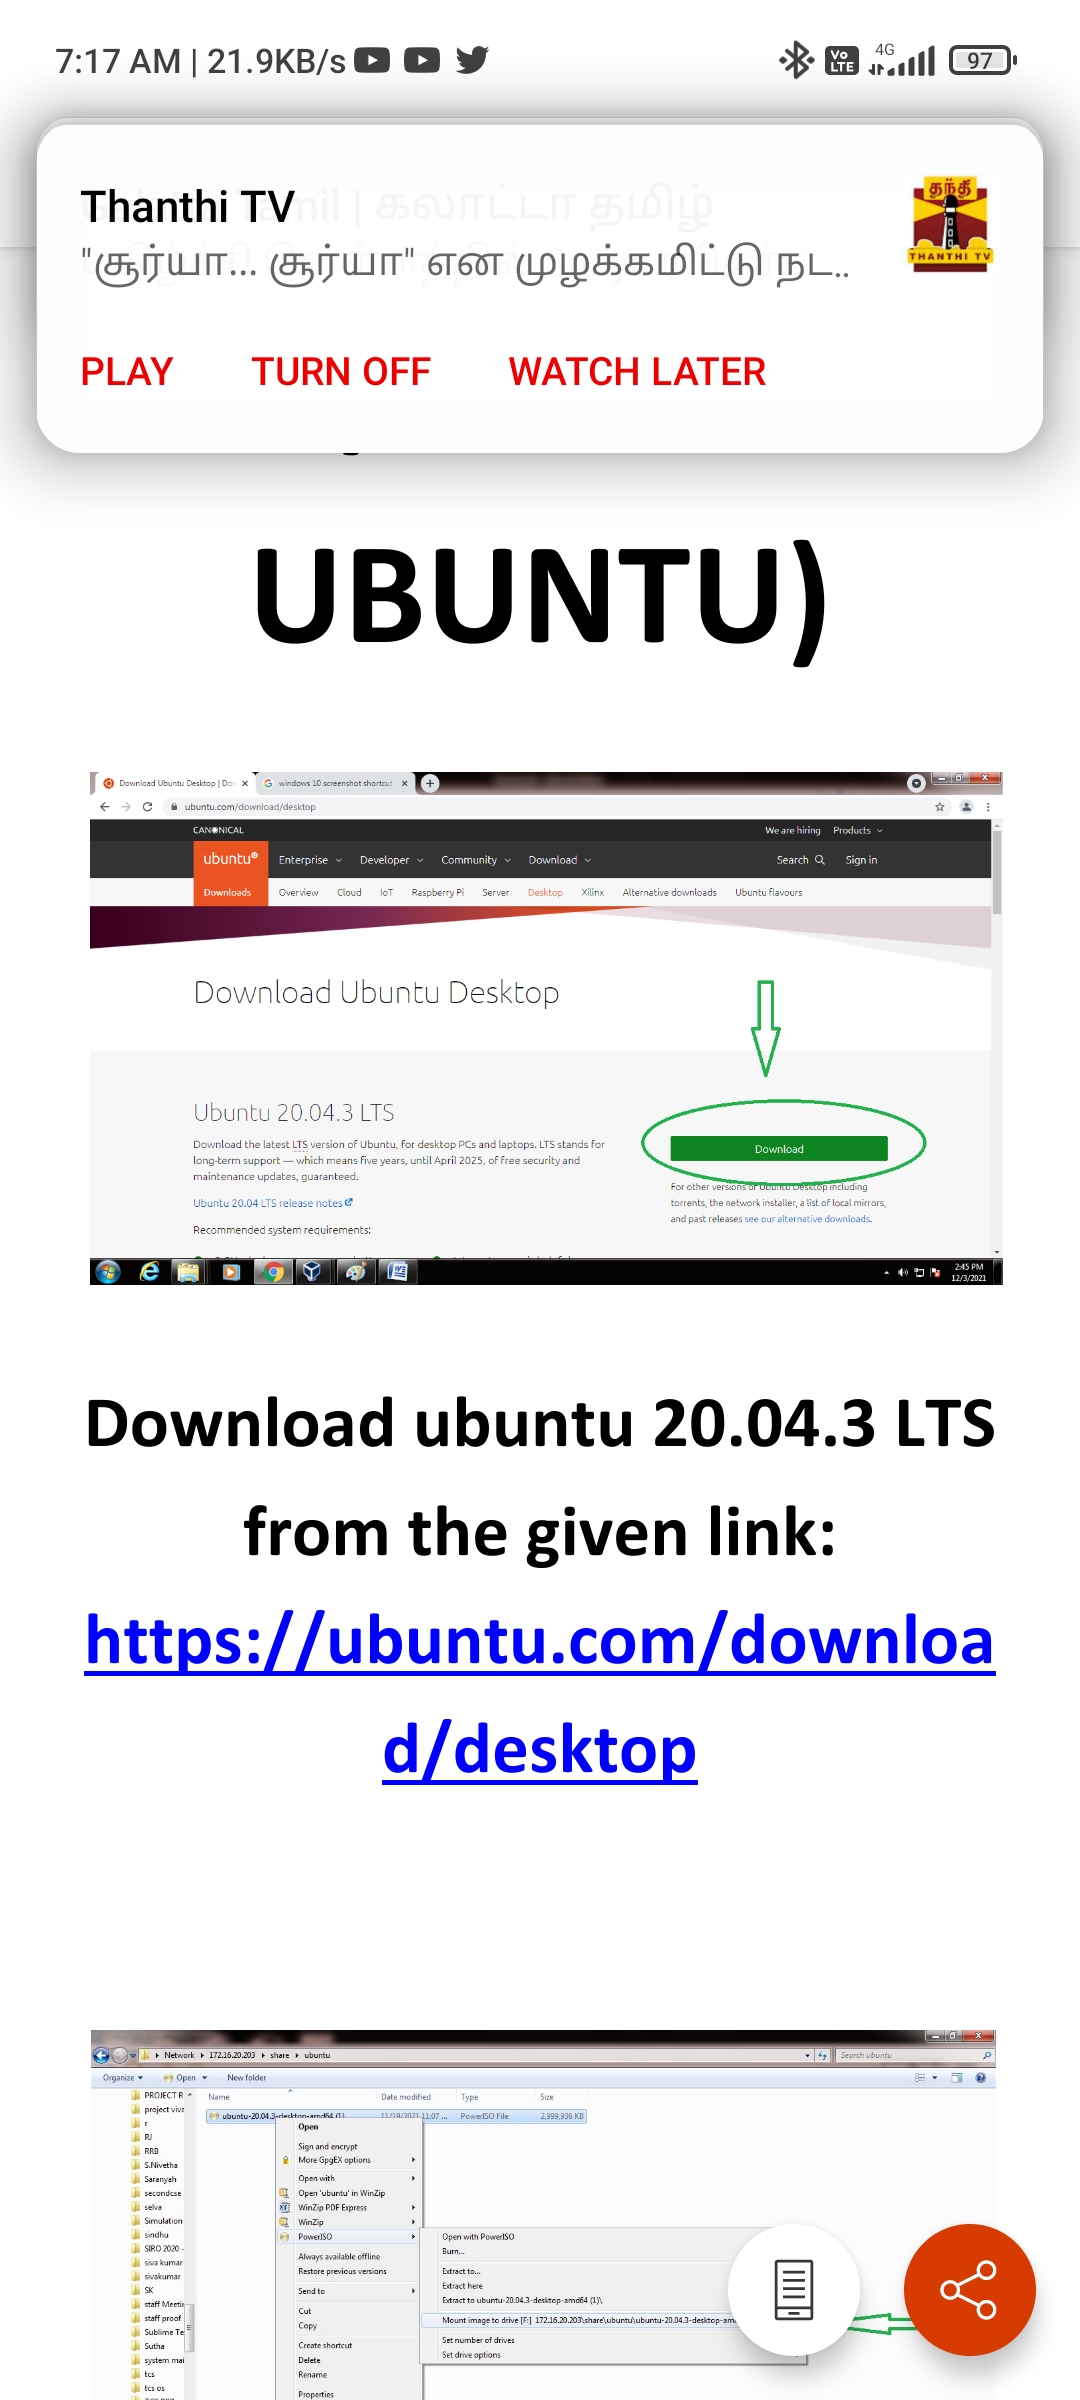 7:17 AM | 21.9KB/s
Vo LTE
4G
97
Thanthi TV
"சூர்யா... சூர்யா" என முழக்கமிட்டு நட..
தந்தி
THANTHI TV
PLAY TURN OFF WATCH LATER
UBUNTU)
Download Ubuntu Desktop | Do
windows 10 screenshot shortcut
ubuntu.com/download/desktop
CANONICAL
We are hiring Products
ubuntu
Enterprise Developer Community Download
Search Sign in
Downloads Overview Cloud IoT Raspberry Pi Server Desktop Xilinx Alternative downloads Ubuntu flavours
Download Ubuntu Desktop
Ubuntu 20.04.3 LTS
Download the latest LTS version of Ubuntu, for desktop PCs and laptops. LTS stands for
long-term support — which means five years, until April 2025, of free security and
maintenance updates, guaranteed.
Ubuntu 20.04 LTS release notes
Recommended system requirements:
Download
For other versions of Ubuntu Desktop including
torrents, the network installer, a list of local mirrors,
and past releases see our alternative downloads.
2:45 PM
12/3/2021
Download ubuntu 20.04.3 LTS
from the given link:
https://ubuntu.com/downloa
d/desktop
Network 172.16.20.203 share ubuntu
Search ubuntu
Organize Open New folder
Name Date modified Type Size
ubuntu-20.04.3-desktop-amd64 (1) 11/19/2021 11:07 ... PowerISO File 2,999,936 KB
PROJECT R
project viva
r
RJ
RRB
S.Nivetha
Saranyah
secondcse
selva
Simulation
sindhu
SIRO 2020 -
siva kumar
sivakumar
SK
staff Meetin
staff proof
Sublime Te
Sutha
system mai
tcs
tcs os
Open
Sign and encrypt
More GpgEX options
Open with
Open 'ubuntu' in WinZip
WinZip PDF Express
WinZip
PowerISO
Always available offline
Restore previous versions
Send to
Cut
Copy
Create shortcut
Delete
Rename
Properties
Open with PowerISO
Burn...
Extract to...
Extract here
Extract to ubuntu-20.04.3-desktop-amd64 (1)\
Mount image to drive [F:] 172.16.20.203\share\ubuntu\ubuntu-20.04.3-desktop-am
Set number of drives
Set drive options